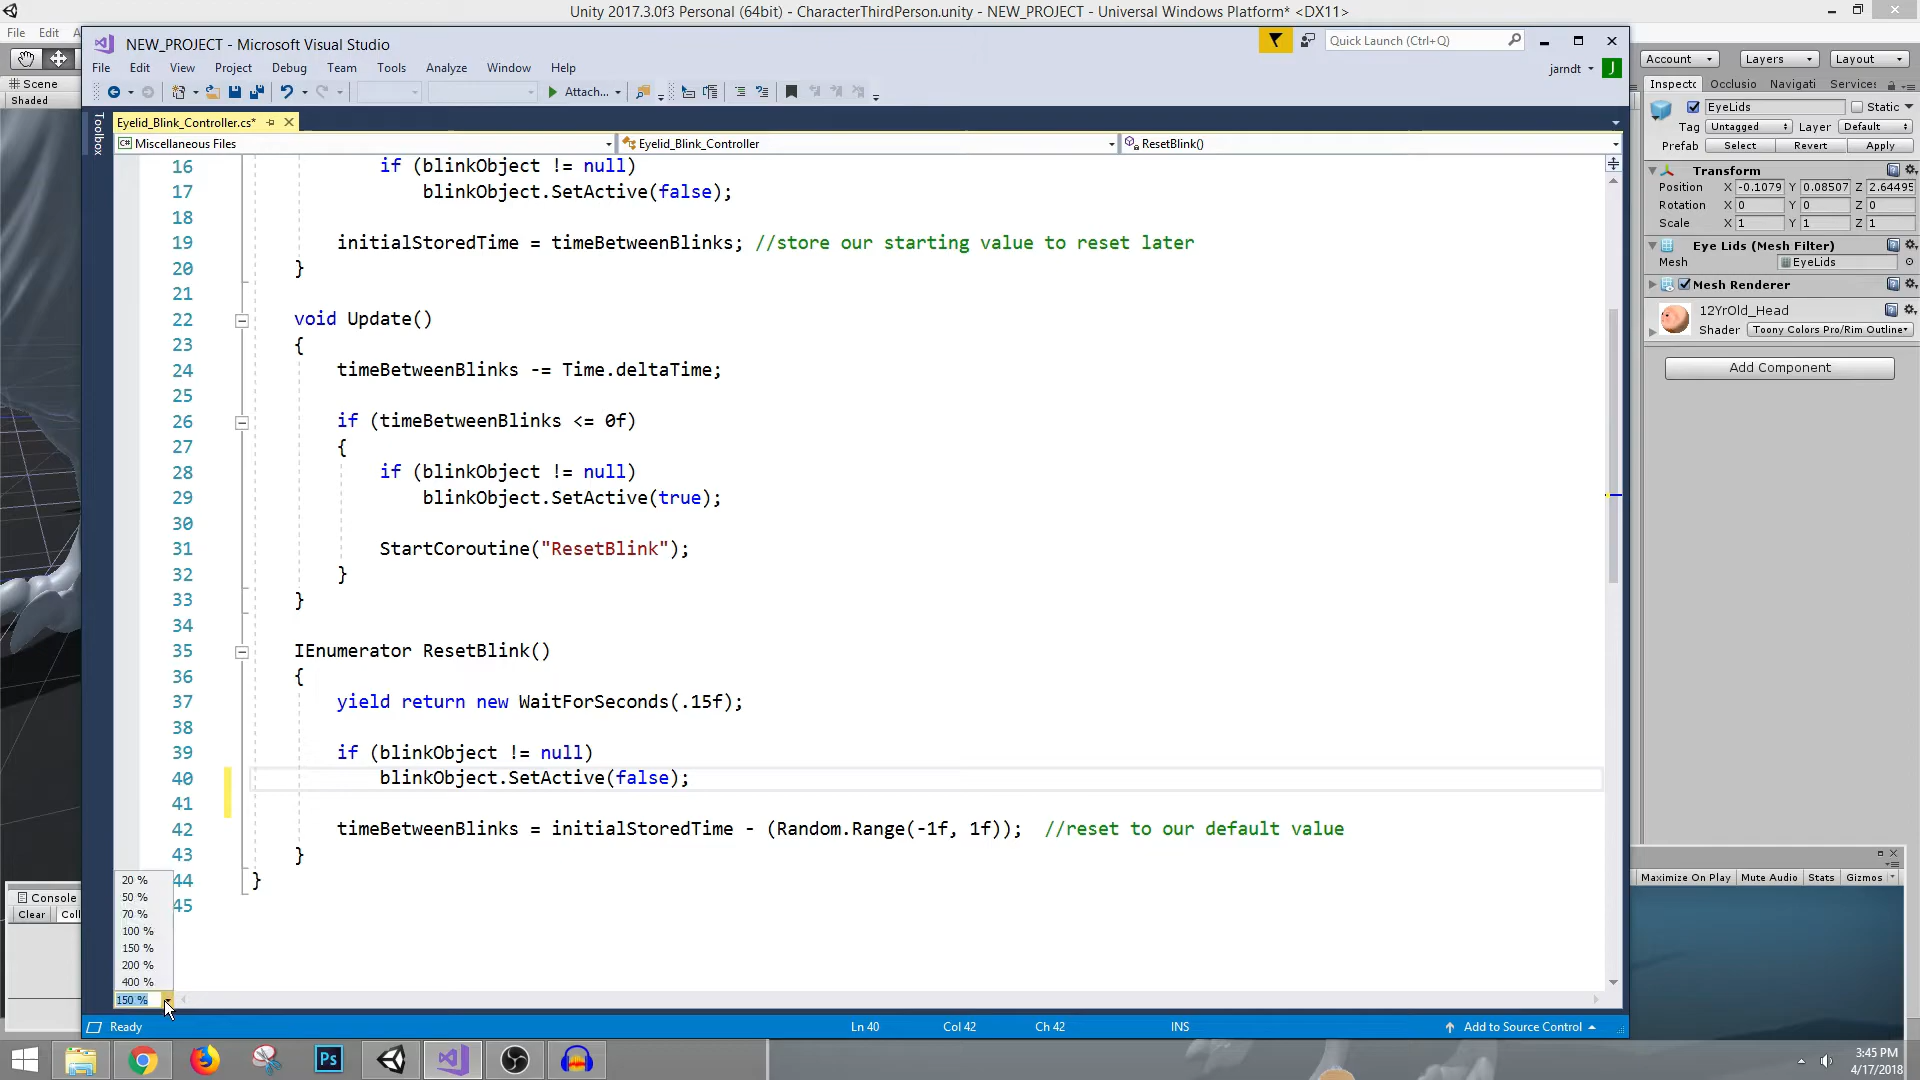 Unity 2017.3.0f3 Personal (64bit) - CharacterThirdPerson.unity - NEW_PROJECT - Universal Windows Platform* <DX11>
File Edit A
NEW_PROJECT - Microsoft Visual Studio
Quick Launch (Ctrl+Q)
File Edit View Project Debug Team Tools Analyze Window Help
jarndt J
Attach...
Account Layers Layout
Scene
Shaded
Toolbox
Eyelid_Blink_Controller.cs*
C# Miscellaneous Files
Eyelid_Blink_Controller
ResetBlink()
16 if (blinkObject != null)
17 blinkObject.SetActive(false);
18
19 initialStoredTime = timeBetweenBlinks; //store our starting value to reset later
20 }
21
22 void Update()
23 {
24 timeBetweenBlinks -= Time.deltaTime;
25
26 if (timeBetweenBlinks <= 0f)
27 {
28 if (blinkObject != null)
29 blinkObject.SetActive(true);
30
31 StartCoroutine("ResetBlink");
32 }
33 }
34
35 IEnumerator ResetBlink()
36 {
37 yield return new WaitForSeconds(.15f);
38
39 if (blinkObject != null)
40 blinkObject.SetActive(false);
41
42 timeBetweenBlinks = initialStoredTime - (Random.Range(-1f, 1f)); //reset to our default value
43 }
44 }
45
20 %
50 %
70 %
100 %
150 %
200 %
400 %
150 %
Console
Clear Coll
Ready
Ln 40
Col 42
Ch 42
INS
Add to Source Control
Inspectc Occlusio Navigati Services
EyeLids Static
Tag Untagged Layer Default
Prefab Select Revert Apply
Transform
Position X -0.1079 Y 0.08507 Z 2.64495
Rotation X 0 Y 0 Z 0
Scale X 1 Y 1 Z 1
Eye Lids (Mesh Filter)
Mesh EyeLids
Mesh Renderer
12YrOld_Head
Shader Toony Colors Pro/Rim Outline
Add Component
Maximize On Play Mute Audio Stats Gizmos
Ps
3:45 PM
4/17/2018